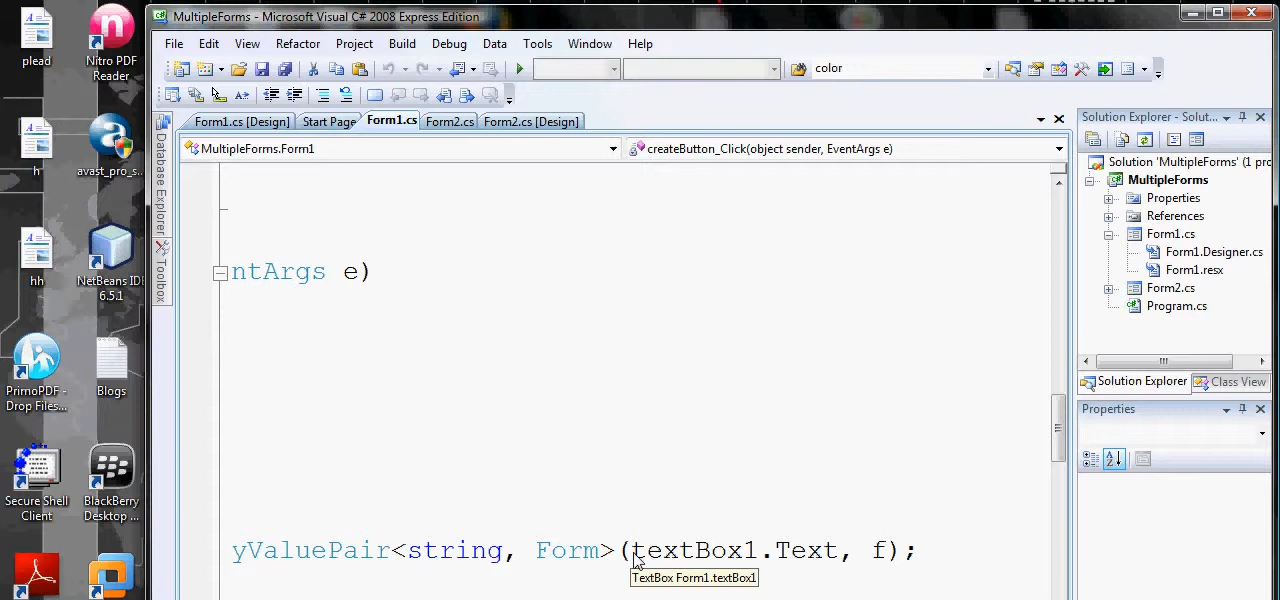 MultipleForms - Microsoft Visual C# 2008 Express Edition
File Edit View Refactor Project Build Debug Data Tools Window Help
color
Form1.cs [Design] Start Page Form1.cs Form2.cs Form2.cs [Design]
MultipleForms.Form1
createButton_Click(object sender, EventArgs e)
ntArgs e)
yValuePair<string, Form>(textBox1.Text, f);
TextBox Form1.textBox1
Database Explorer
Toolbox
Solution Explorer - Solut...
Solution 'MultipleForms' (1 pro
MultipleForms
Properties
References
Form1.cs
Form1.Designer.cs
Form1.resx
Form2.cs
Program.cs
Solution Explorer
Class View
Properties
plead
Nitro PDF
Reader
h
avast_pro_s...
hh
NetBeans IDE
6.5.1
PrimoPDF -
Drop Files...
Blogs
Secure Shell
Client
BlackBerry
Desktop ...